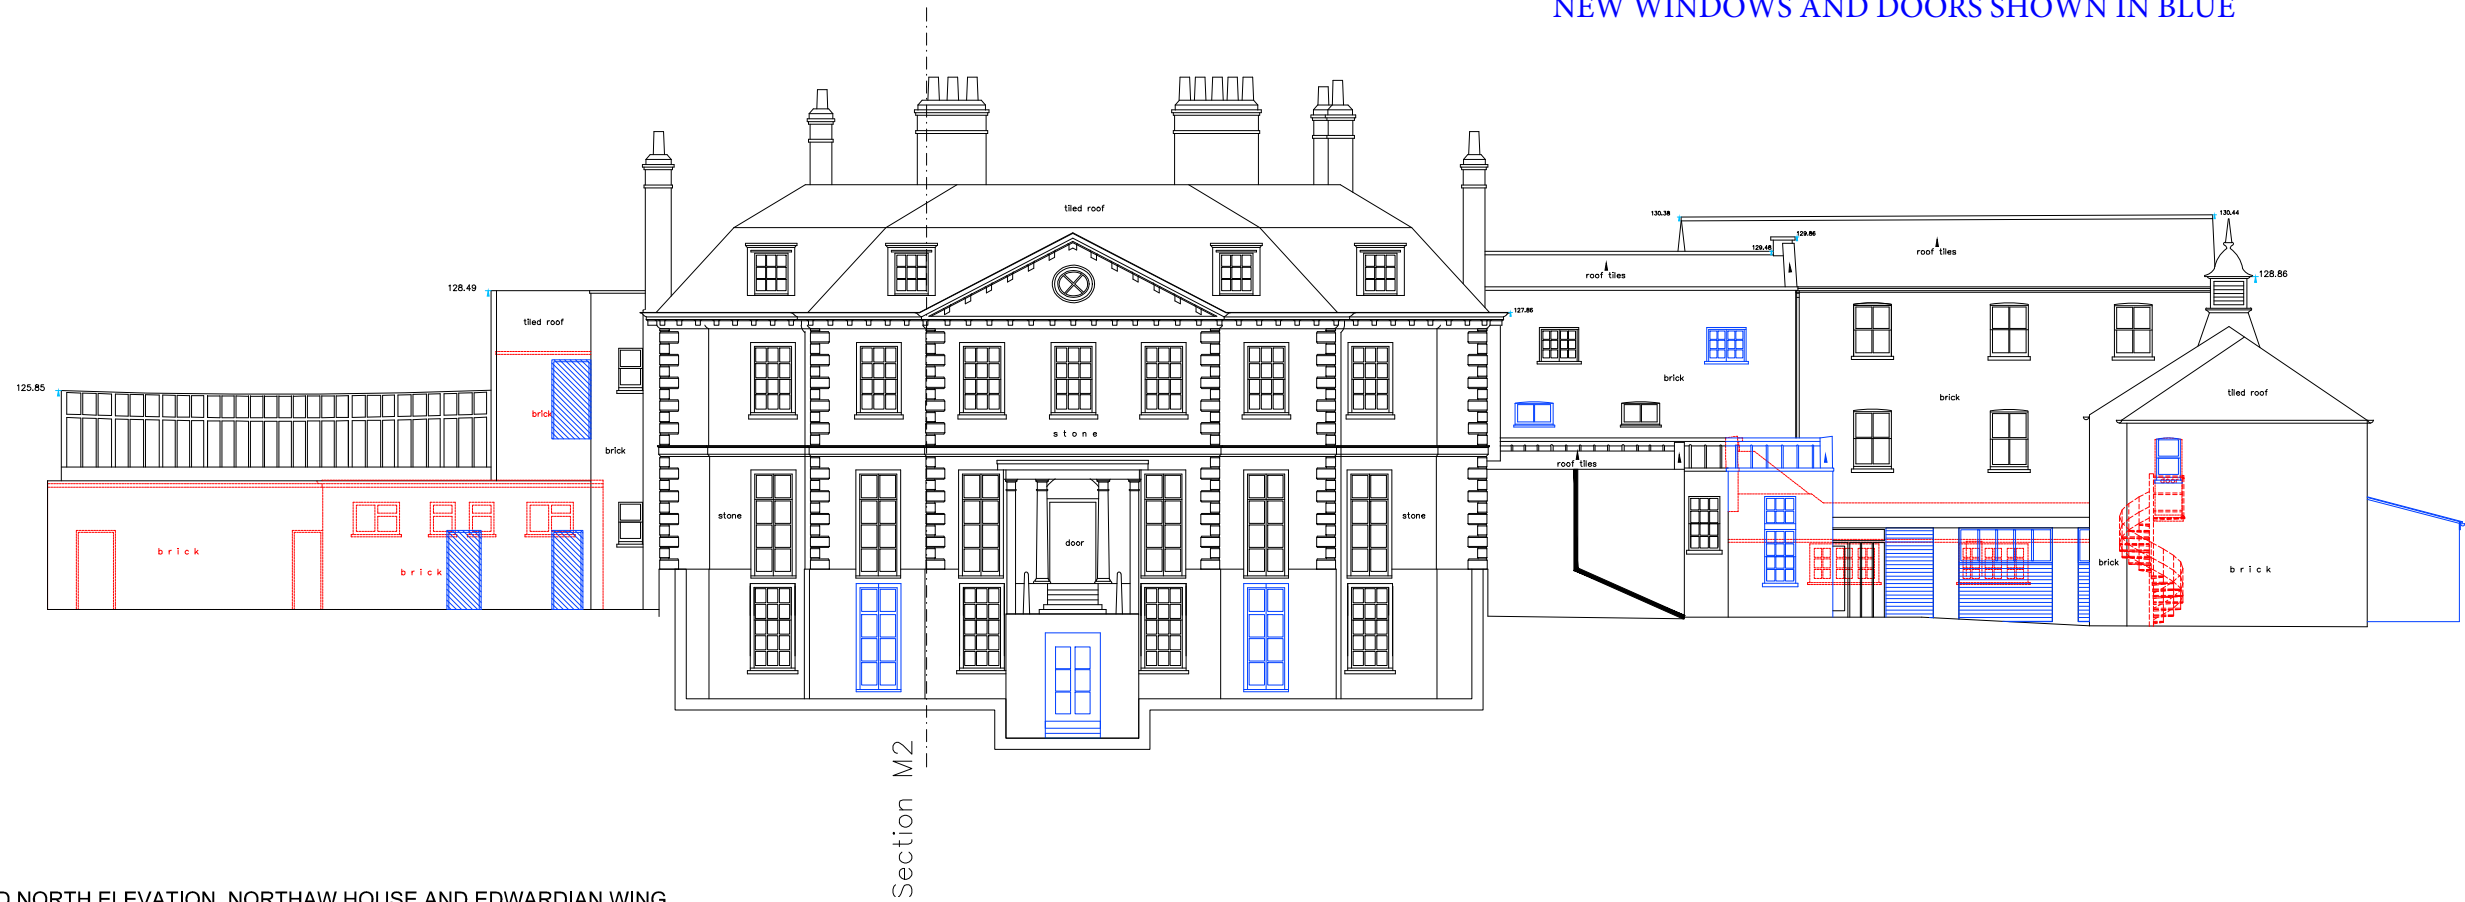 NEW WINDOWS AND DOORS SHOWN IN BLUE
tiled roof
130.38
130.44
129.86
129.46
roof tiles
roof tiles
128.86
128.49
127.86
tiled roof
125.85
brick
brick
brick
brick
tiled roof
stone
roof tiles
stone
stone
door
brick
brick
brick
brick
Section M2
NORTH ELEVATION, NORTHAW HOUSE AND EDWARDIAN WING